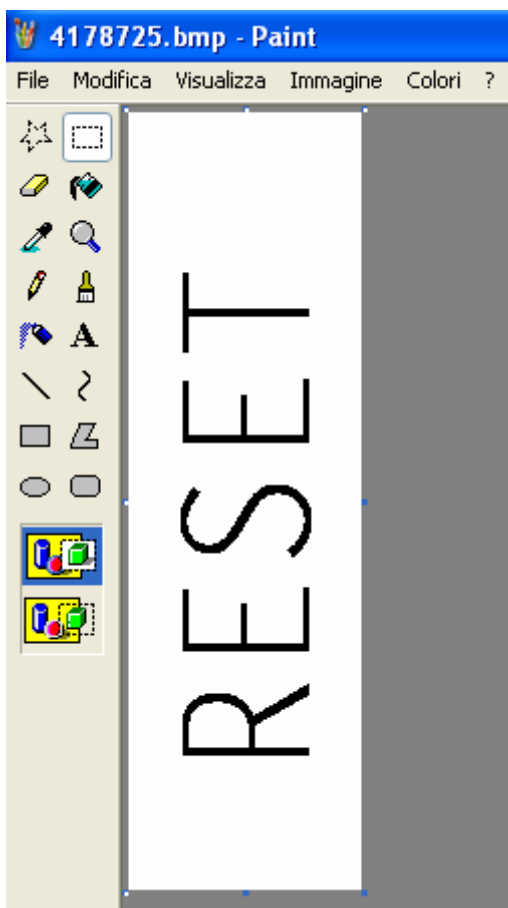 4178725.bmp - Paint
File Modifica Visualizza Immagine Colori ?
A
RESET